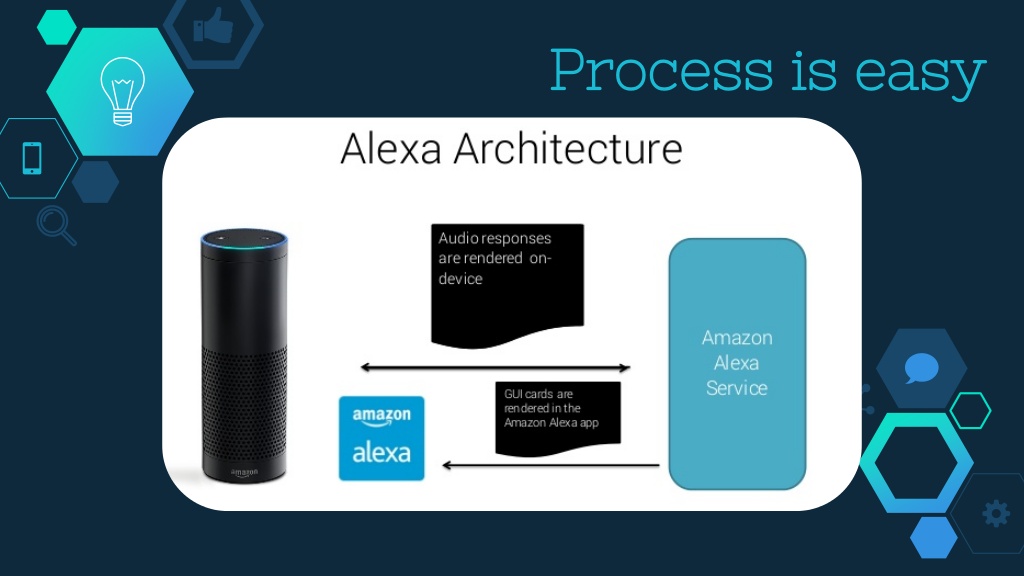 Process is easy
Alexa Architecture
Audio responses
are rendered on-
device
Amazon
Alexa
Service
GUI cards are
rendered in the
Amazon Alexa app
amazon
alexa
amazon